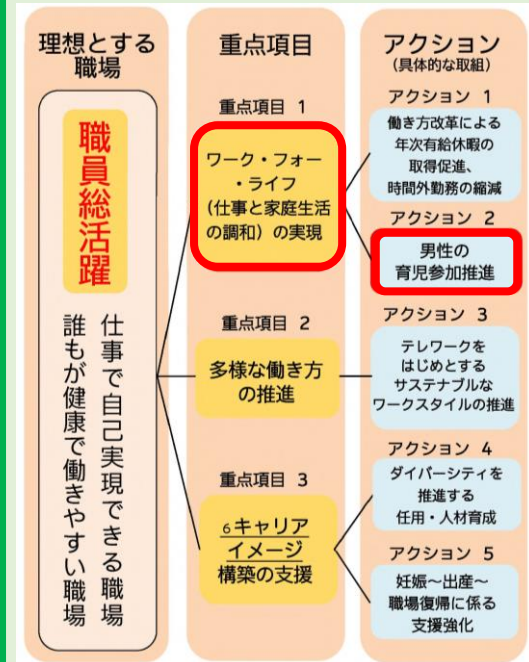 理想とする
職場
職員総活躍
仕事で自己実現できる職場
誰もが健康で働きやすい職場
重点項目
重点項目 1
ワーク・フォー
・ライフ
(仕事と家庭生活
の調和)の実現
重点項目 2
多様な働き方
の推進
重点項目 3
6キャリア
イメージ
構築の支援
アクション
(具体的な取組)
アクション 1
働き方改革による
年次有給休暇の
取得促進、
時間外勤務の縮減
アクション 2
男性の
育児参加推進
アクション 3
テレワークを
はじめとする
サステナブルな
ワークスタイルの推進
アクション 4
ダイバーシティを
推進する
任用・人材育成
アクション 5
妊娠～出産～
職場復帰に係る
支援強化